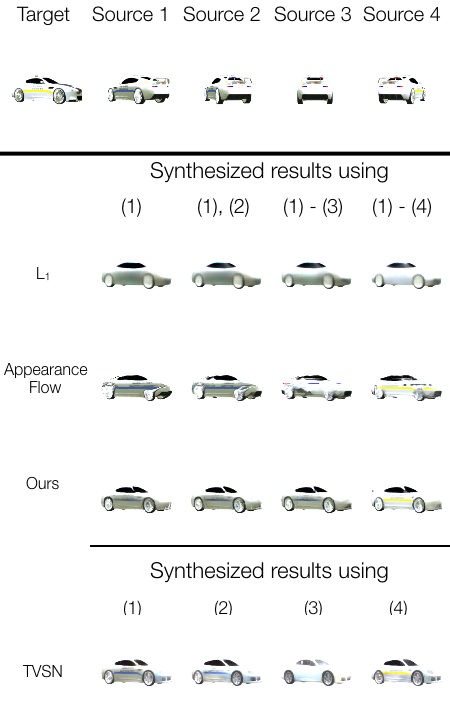 Target Source 1 Source 2 Source 3 Source 4
Synthesized results using
(1) (1), (2) (1) - (3) (1) - (4)
L₁
Appearance
Flow
Ours
Synthesized results using
(1) (2) (3) (4)
TVSN